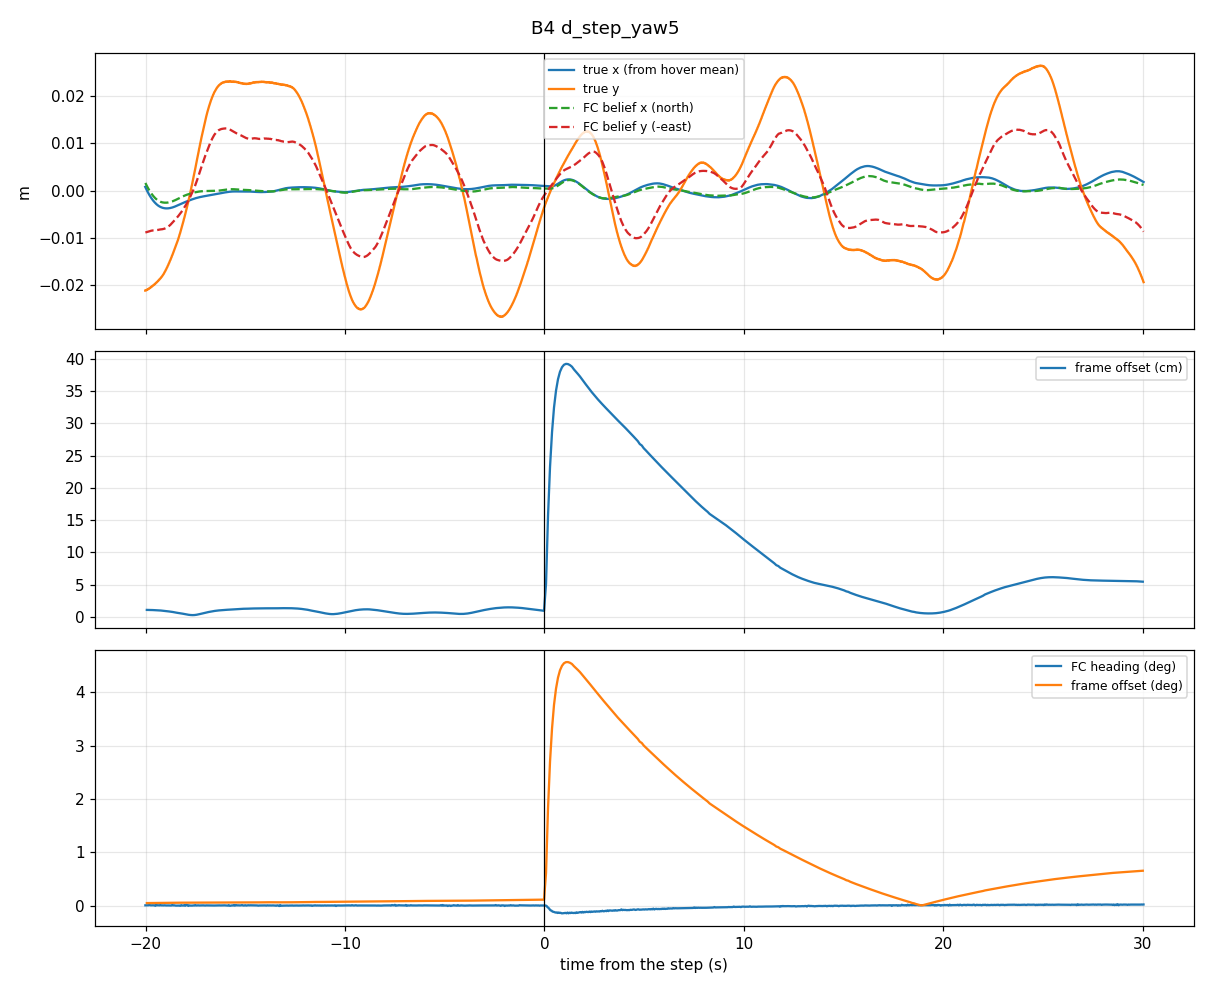 B4 d_step_yaw5
true x (from hover mean)
true y
FC belief x (north)
FC belief y (-east)
0.02
0.01
0.00
−0.01
−0.02
m
frame offset (cm)
40
35
30
25
20
15
10
5
0
FC heading (deg)
frame offset (deg)
4
3
2
1
0
−20
−10
0
10
20
30
time from the step (s)